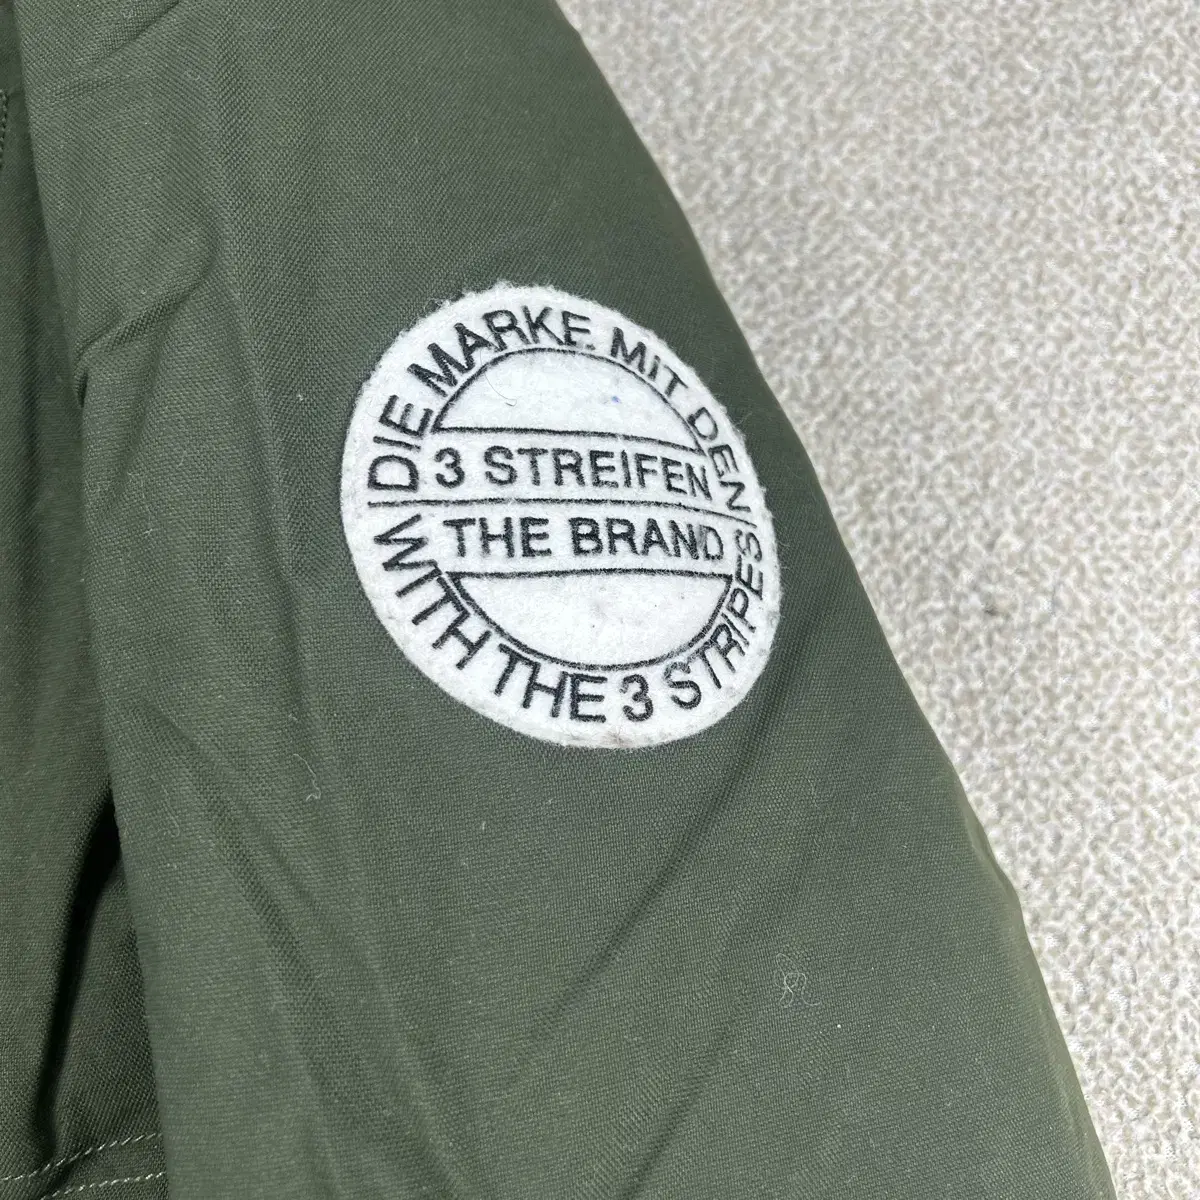 DIE MARKE MIT DEN
3 STREIFEN
THE BRAND
WITH THE 3 STRIPES